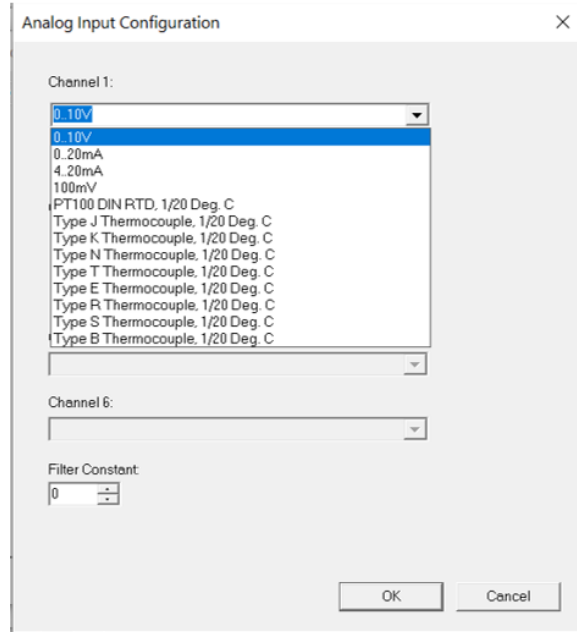 Analog Input Configuration
Channel 1:
0..10V
0..10V
0..20mA
4..20mA
100mV
PT100 DIN RTD, 1/20 Deg. C
Type J Thermocouple, 1/20 Deg. C
Type K Thermocouple, 1/20 Deg. C
Type N Thermocouple, 1/20 Deg. C
Type T Thermocouple, 1/20 Deg. C
Type E Thermocouple, 1/20 Deg. C
Type R Thermocouple, 1/20 Deg. C
Type S Thermocouple, 1/20 Deg. C
Type B Thermocouple, 1/20 Deg. C
Channel 6:
Filter Constant:
0
OK Cancel